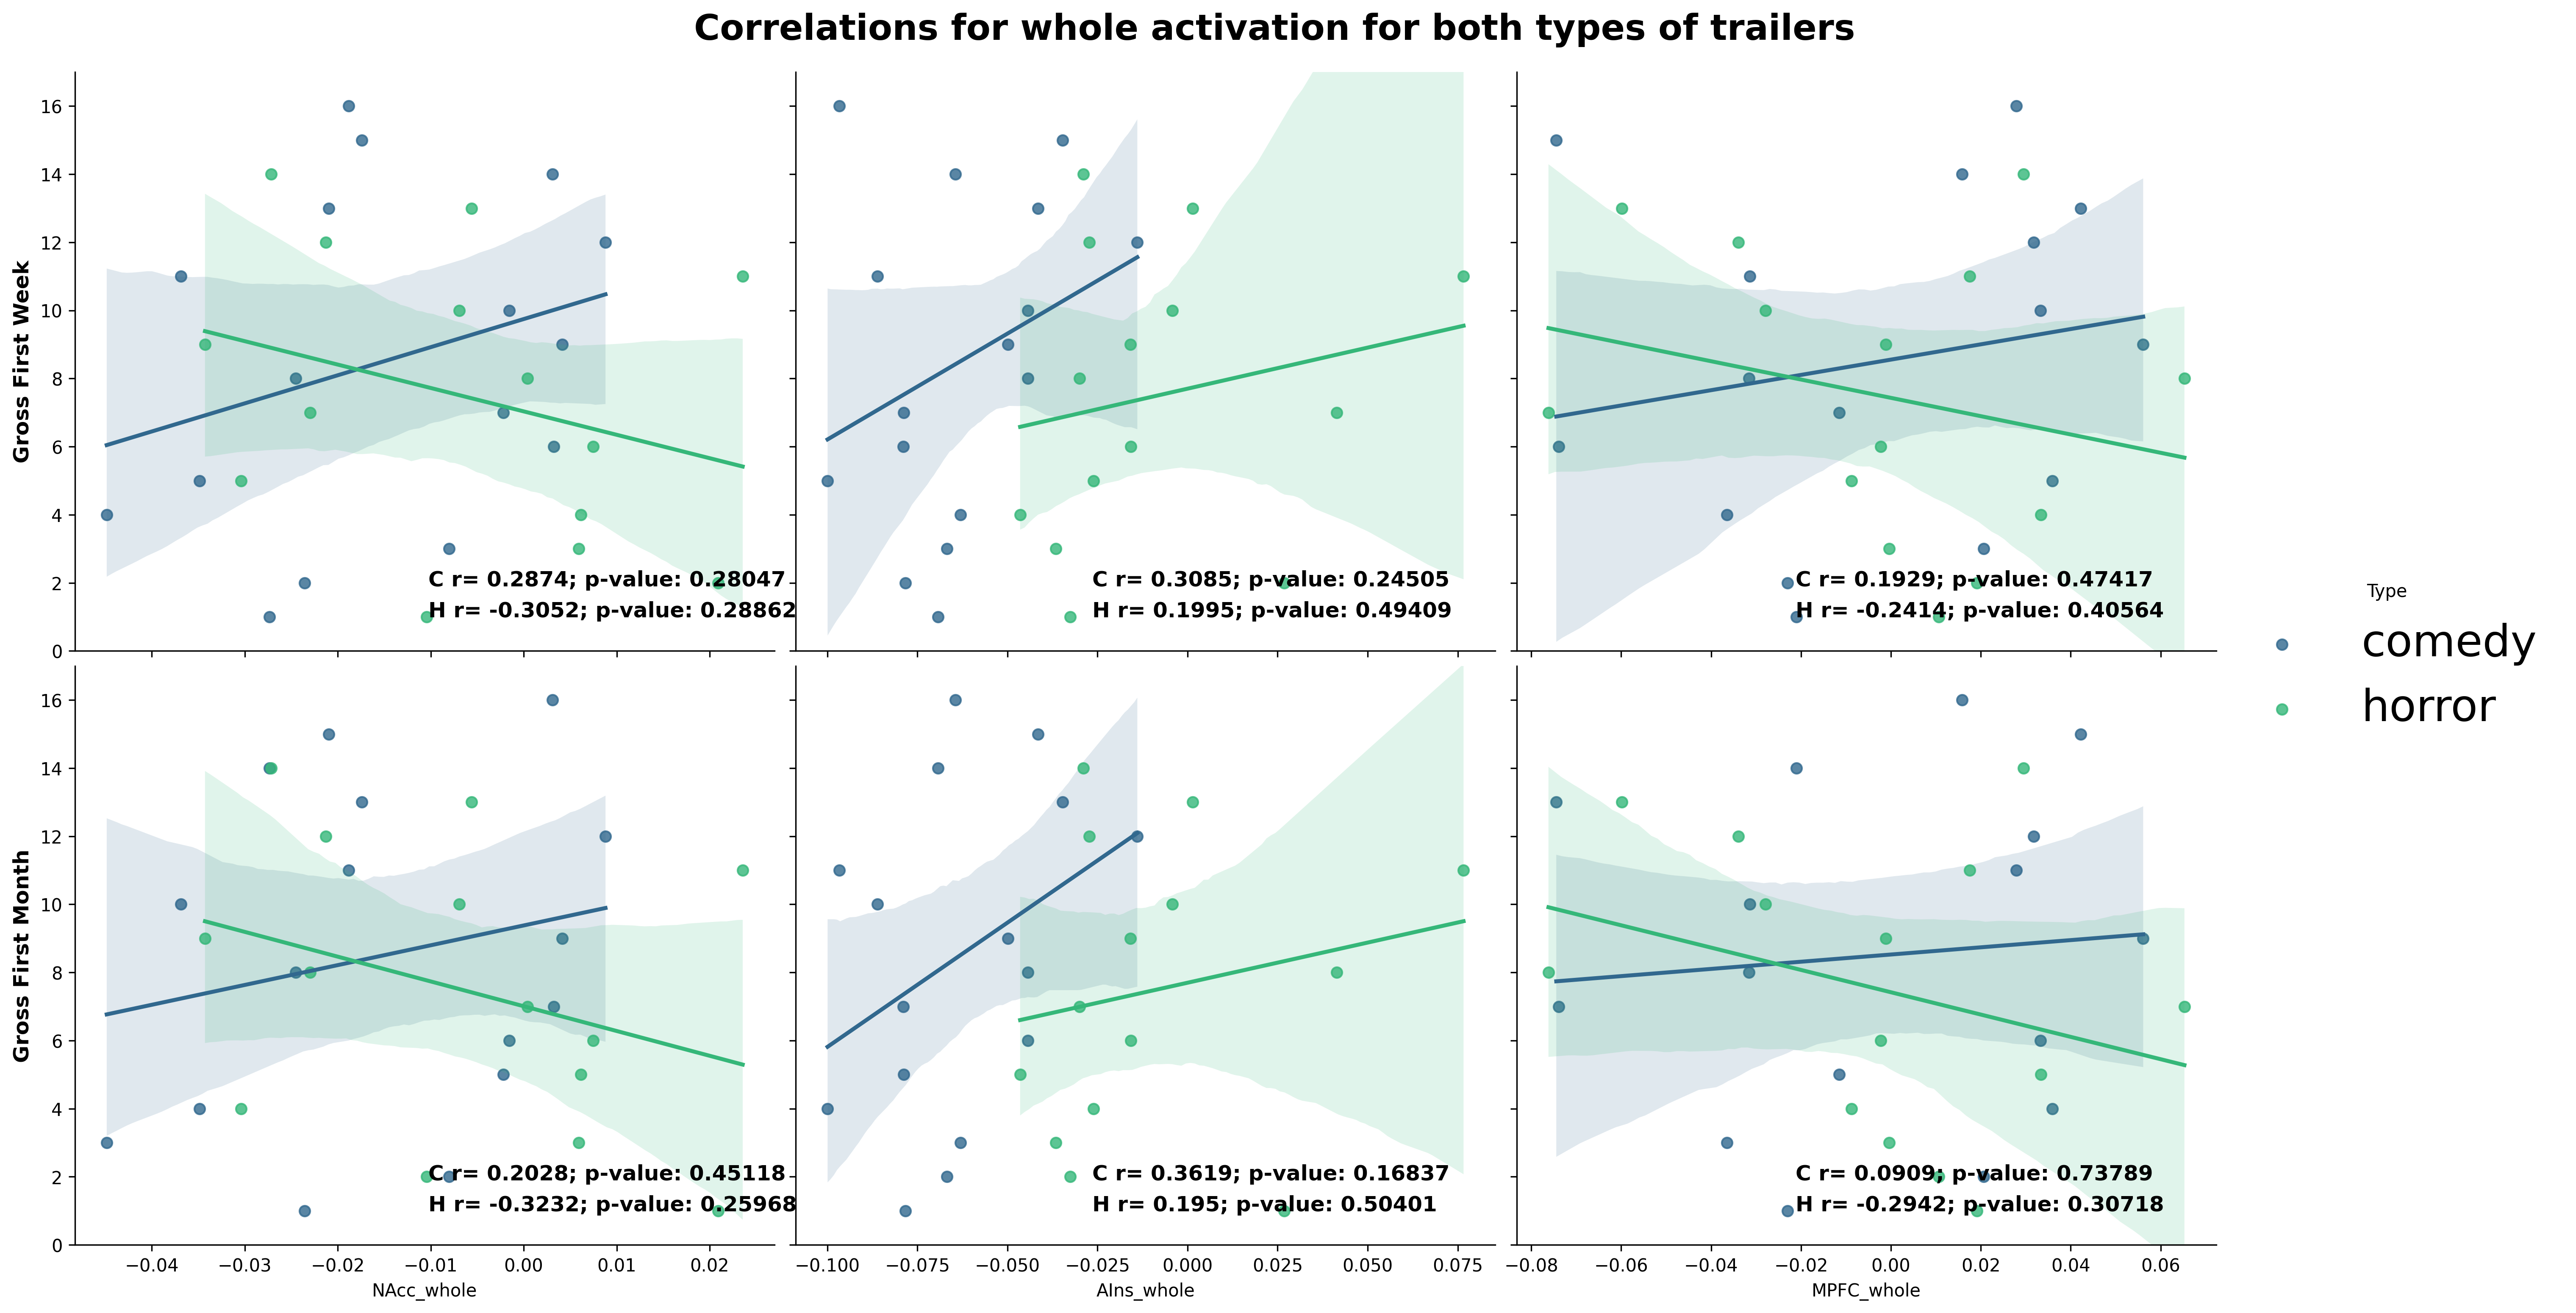 Correlations for whole activation for both types of trailers
Gross First Week
16
14
12
10
8
6
4
2
0
C r= 0.2874; p-value: 0.28047
H r= -0.3052; p-value: 0.28862
C r= 0.3085; p-value: 0.24505
H r= 0.1995; p-value: 0.49409
C r= 0.1929; p-value: 0.47417
H r= -0.2414; p-value: 0.40564
Type
comedy
horror
Gross First Month
16
14
12
10
8
6
4
2
0
C r= 0.2028; p-value: 0.45118
H r= -0.3232; p-value: 0.25968
C r= 0.3619; p-value: 0.16837
H r= 0.195; p-value: 0.50401
C r= 0.0909; p-value: 0.73789
H r= -0.2942; p-value: 0.30718
−0.04 −0.03 −0.02 −0.01 0.00 0.01 0.02
NAcc_whole
−0.100 −0.075 −0.050 −0.025 0.000 0.025 0.050 0.075
AIns_whole
−0.08 −0.06 −0.04 −0.02 0.00 0.02 0.04 0.06
MPFC_whole